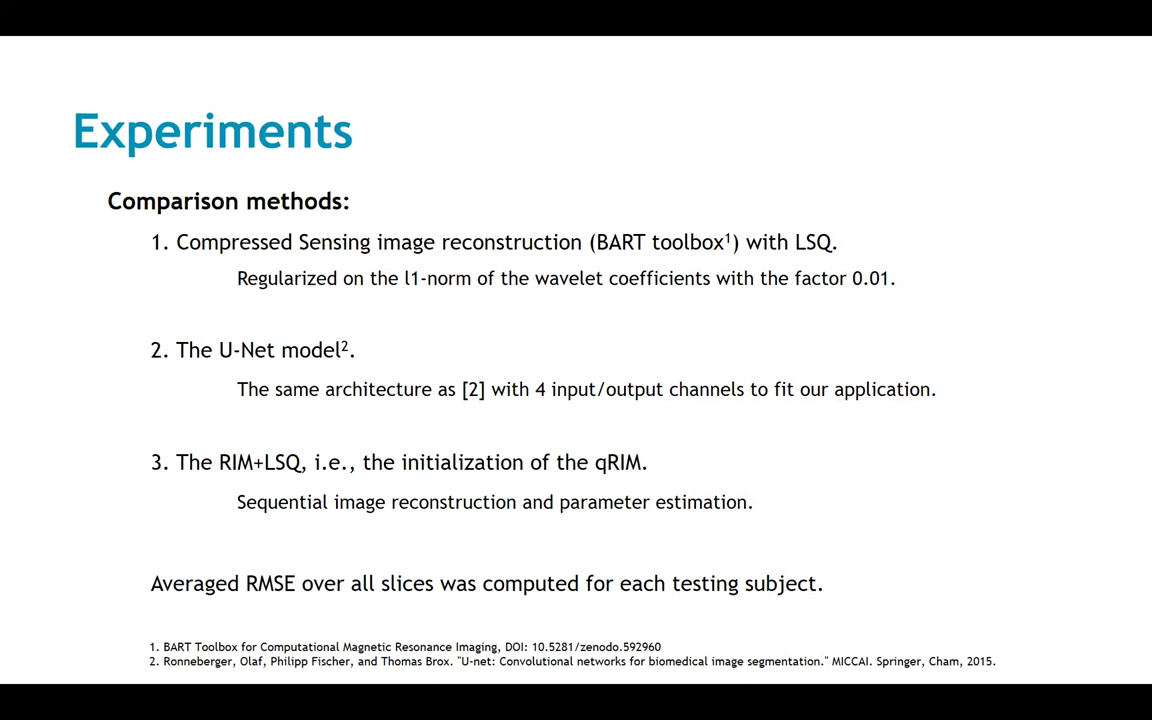 Experiments
Comparison methods:
1. Compressed Sensing image reconstruction (BART toolbox¹) with LSQ.
Regularized on the l1-norm of the wavelet coefficients with the factor 0.01.
2. The U-Net model².
The same architecture as [2] with 4 input/output channels to fit our application.
3. The RIM+LSQ, i.e., the initialization of the qRIM.
Sequential image reconstruction and parameter estimation.
Averaged RMSE over all slices was computed for each testing subject.
1. BART Toolbox for Computational Magnetic Resonance Imaging, DOI: 10.5281/zenodo.592960
2. Ronneberger, Olaf, Philipp Fischer, and Thomas Brox. "U-net: Convolutional networks for biomedical image segmentation." MICCAI. Springer, Cham, 2015.